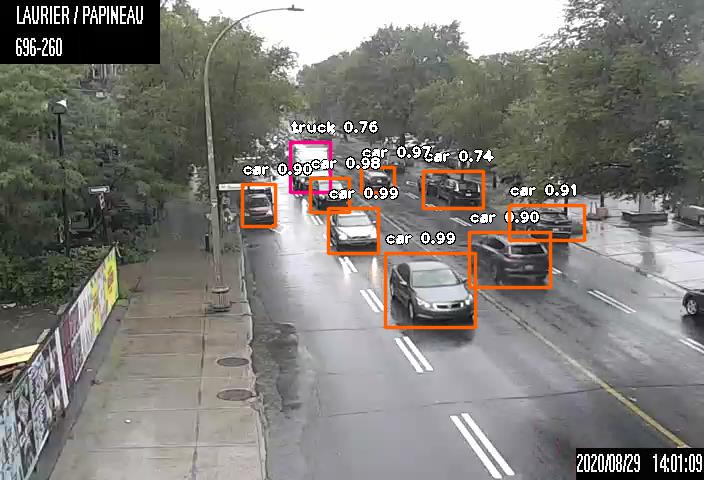 LAURIER / PAPINEAU
696-260
truck 0.76
car 0.97
car 0.74
car 0.90
car 0.98
car 0.99
car 0.91
car 0.90
car 0.99
2020/08/29 14:01:09